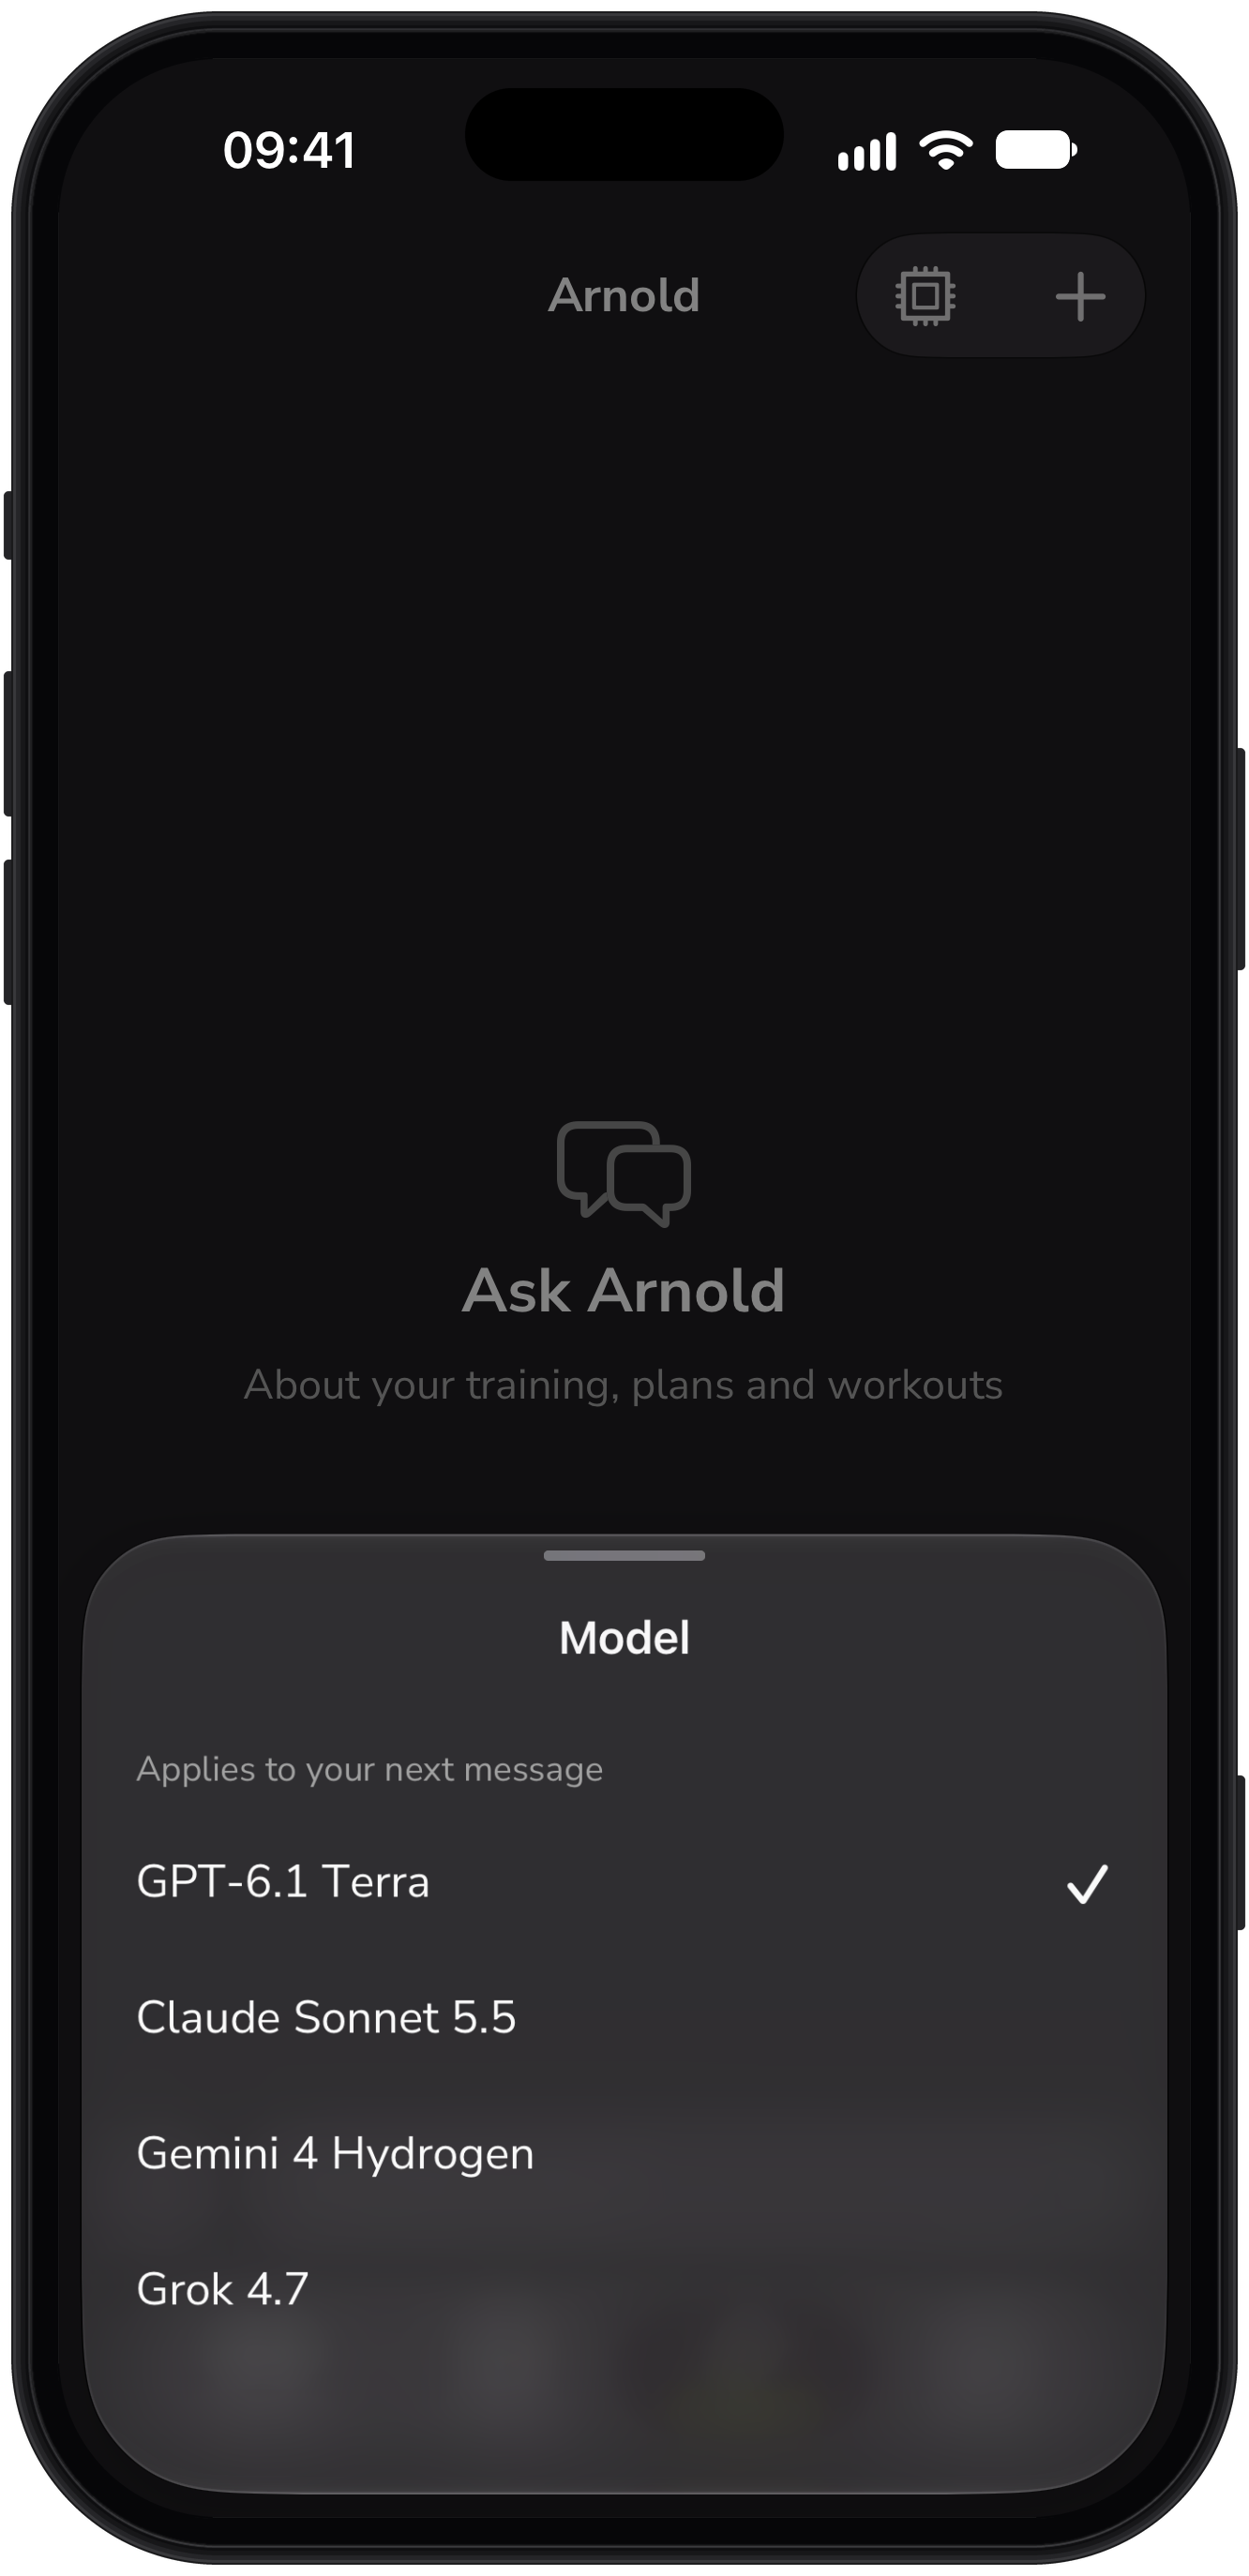 09:41
Arnold
Ask Arnold
About your training, plans and workouts
Model
Applies to your next message
GPT-6.1 Terra
Claude Sonnet 5.5
Gemini 4 Hydrogen
Grok 4.7